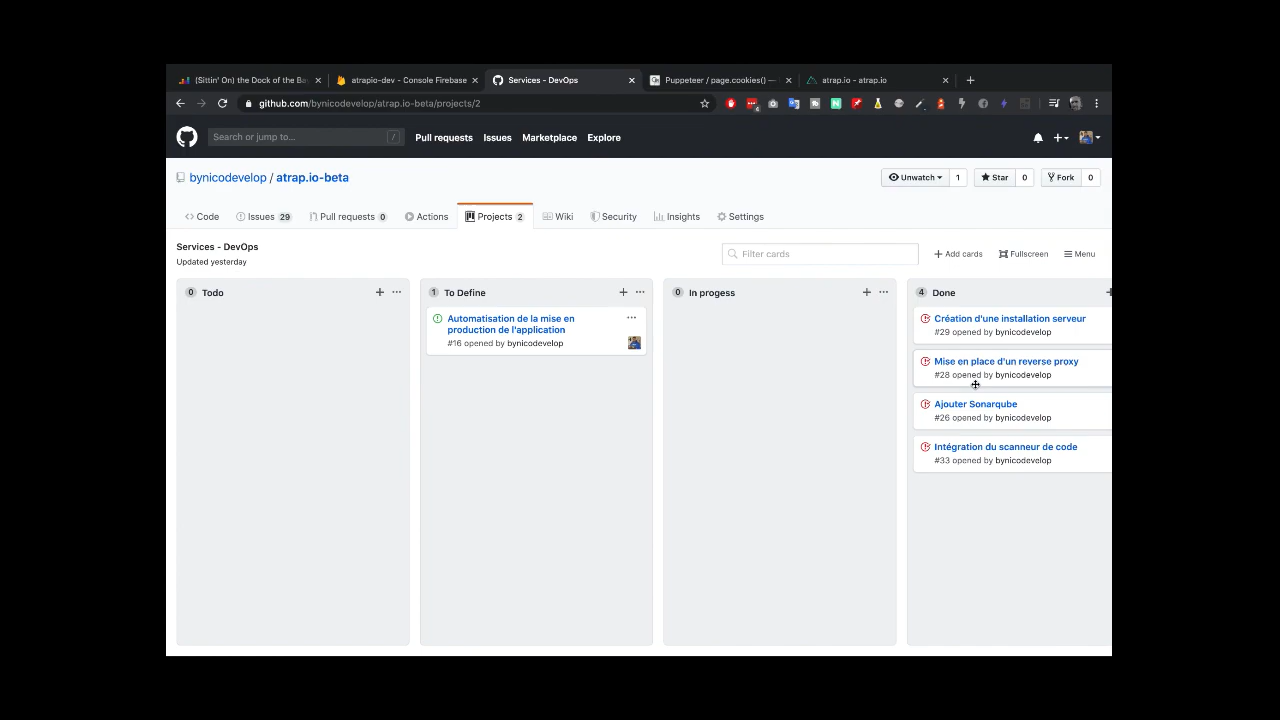 (Sittin' On) the Dock of the Ba
atrapio-dev - Console Firebase
Services - DevOps
Puppeteer / page.cookies() —
atrap.io - atrap.io
github.com/bynicodevelop/atrap.io-beta/projects/2
Search or jump to...
/
Pull requests
Issues
Marketplace
Explore
bynicodevelop / atrap.io-beta
Unwatch 1
Star 0
Fork 0
Code
Issues 29
Pull requests 0
Actions
Projects 2
Wiki
Security
Insights
Settings
Services - DevOps
Updated yesterday
Filter cards
Add cards
Fullscreen
Menu
0 Todo
1 To Define
Automatisation de la mise en
production de l'application
#16 opened by bynicodevelop
0 In progess
4 Done
Création d'une installation serveur
#29 opened by bynicodevelop
Mise en place d'un reverse proxy
#28 opened by bynicodevelop
Ajouter Sonarqube
#26 opened by bynicodevelop
Intégration du scanneur de code
#33 opened by bynicodevelop